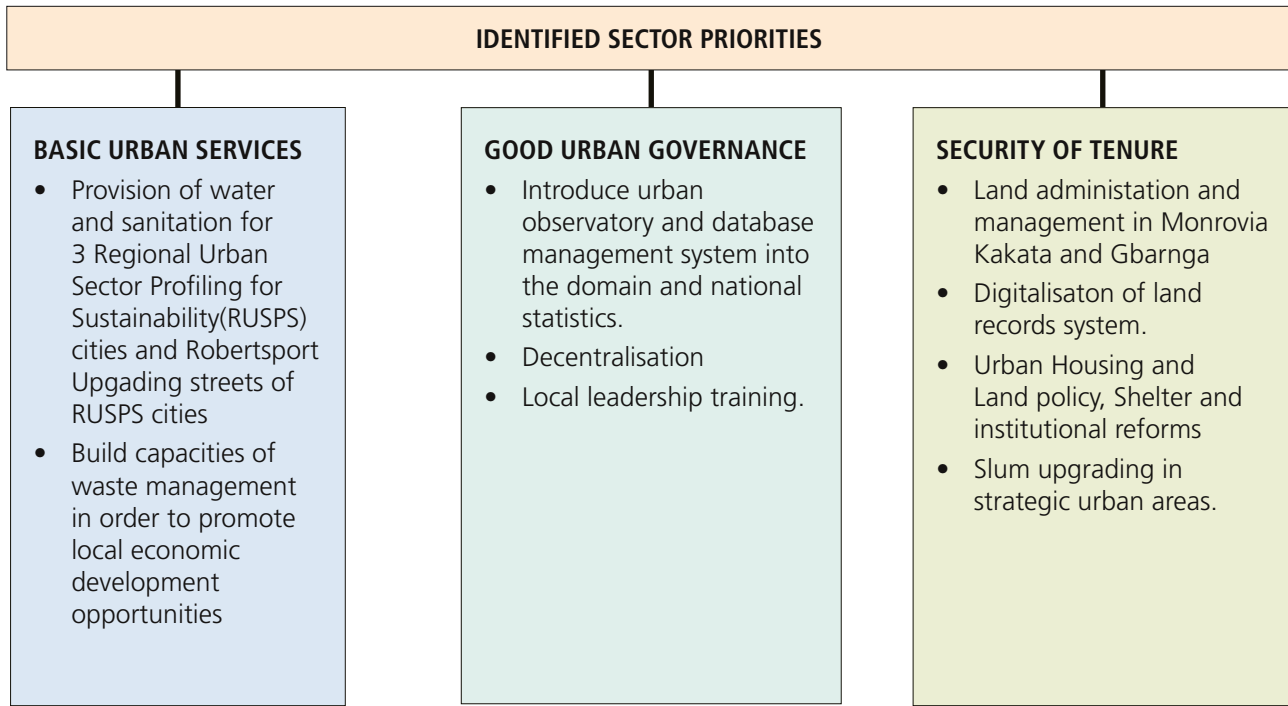 IDENTIFIED SECTOR PRIORITIES
BASIC URBAN SERVICES
• Provision of water
and sanitation for
3 Regional Urban
Sector Profiling for
Sustainability(RUSPS)
cities and Robertsport
Upgading streets of
RUSPS cities
• Build capacities of
waste management
in order to promote
local economic
development
opportunities
GOOD URBAN GOVERNANCE
• Introduce urban
observatory and database
management system into
the domain and national
statistics.
• Decentralisation
• Local leadership training.
SECURITY OF TENURE
• Land administation and
management in Monrovia
Kakata and Gbarnga
• Digitalisaton of land
records system.
• Urban Housing and
Land policy, Shelter and
institutional reforms
• Slum upgrading in
strategic urban areas.